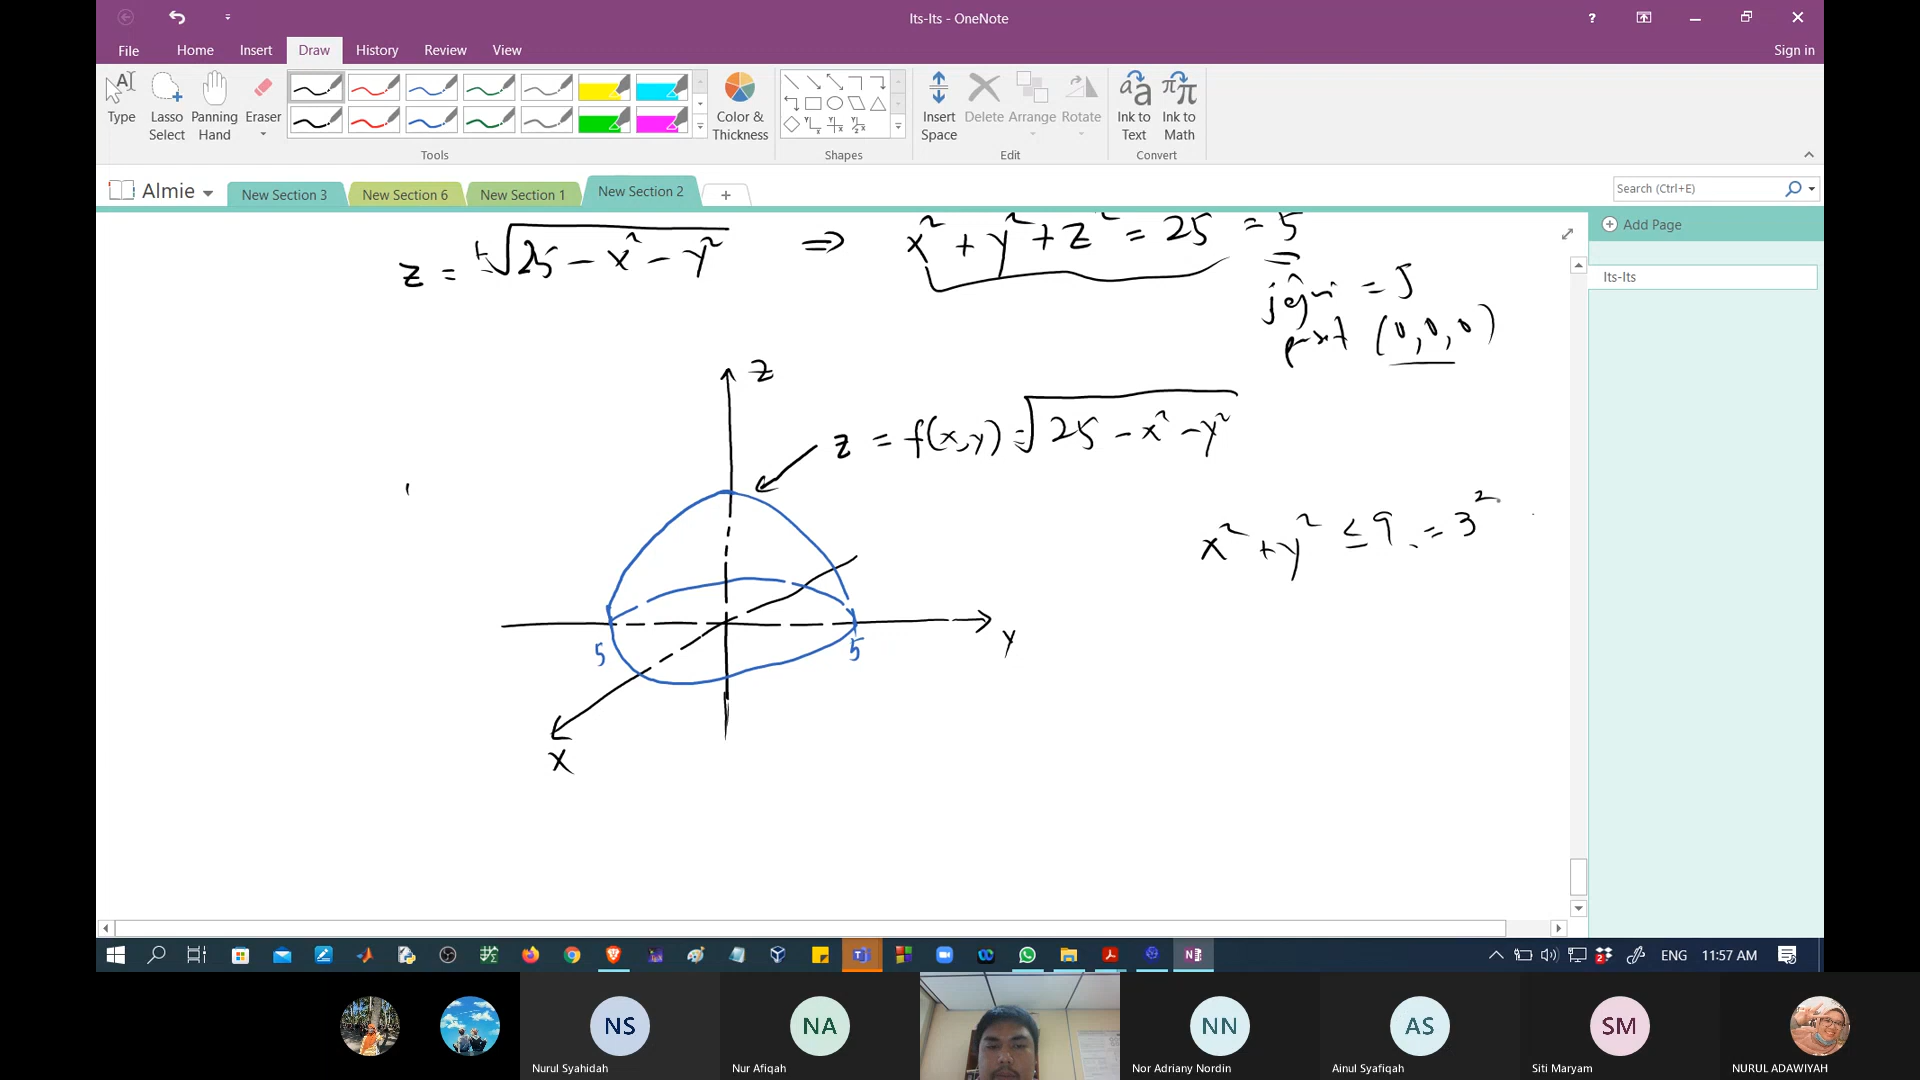 Its-Its - OneNote
?
File Home Insert Draw History Review View
Sign in
Type
Lasso Select
Panning Hand
Eraser
Color & Thickness
Insert Space
Delete
Arrange
Rotate
Ink to Text
Ink to Math
Tools
Shapes
Edit
Convert
Almie
New Section 3
New Section 6
New Section 1
New Section 2
+
Search (Ctrl+E)
Add Page
Its-Its
z = ±√(25 - x² - y²) ⇒ x² + y² + z² = 25 = 5
= 5
(0,0,0)
z
z = f(x,y) = √(25 - x² - y²)
x² + y² ≤ 9 = 3²
5
5
y
x
ENG
11:57 AM
NS
NA
NN
AS
SM
Nurul Syahidah
Nur Afiqah
Nor Adriany Nordin
Ainul Syafiqah
Siti Maryam
NURUL ADAWIYAH